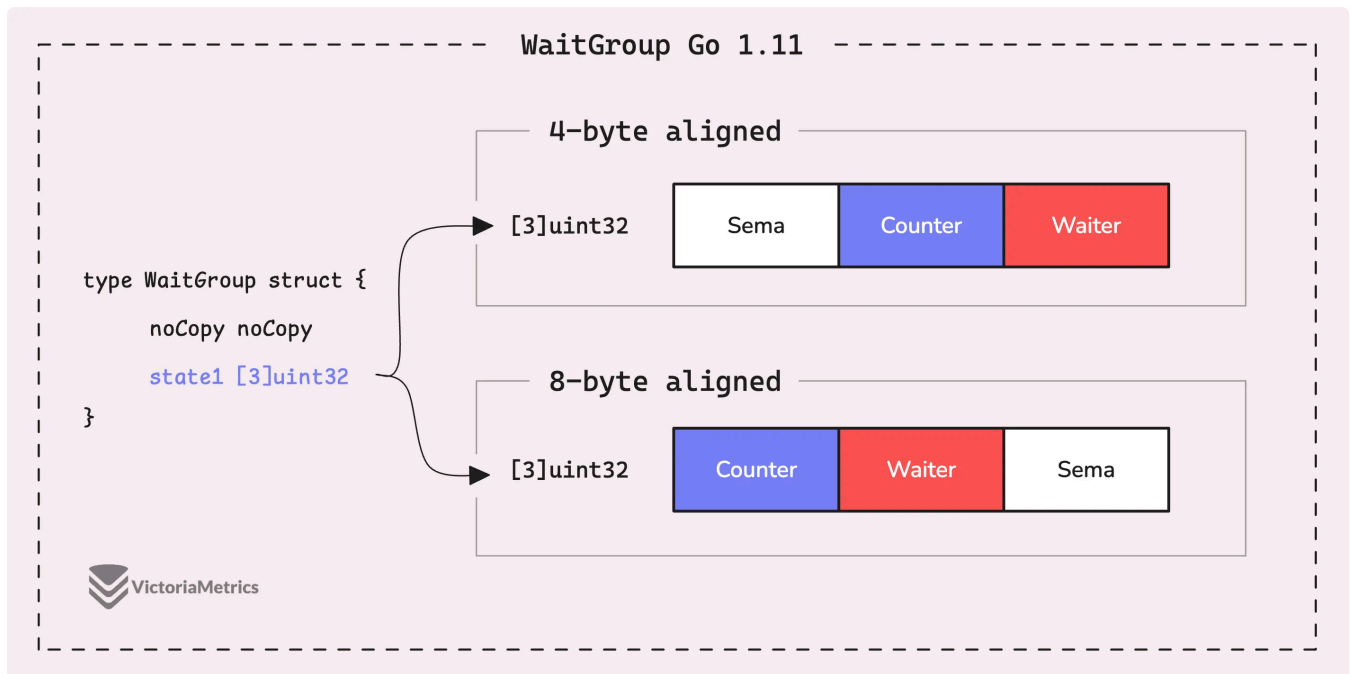 WaitGroup Go 1.11
4-byte aligned
[3]uint32
Sema
Counter
Waiter
type WaitGroup struct {
noCopy noCopy
state1 [3]uint32
}
8-byte aligned
[3]uint32
Counter
Waiter
Sema
VictoriaMetrics